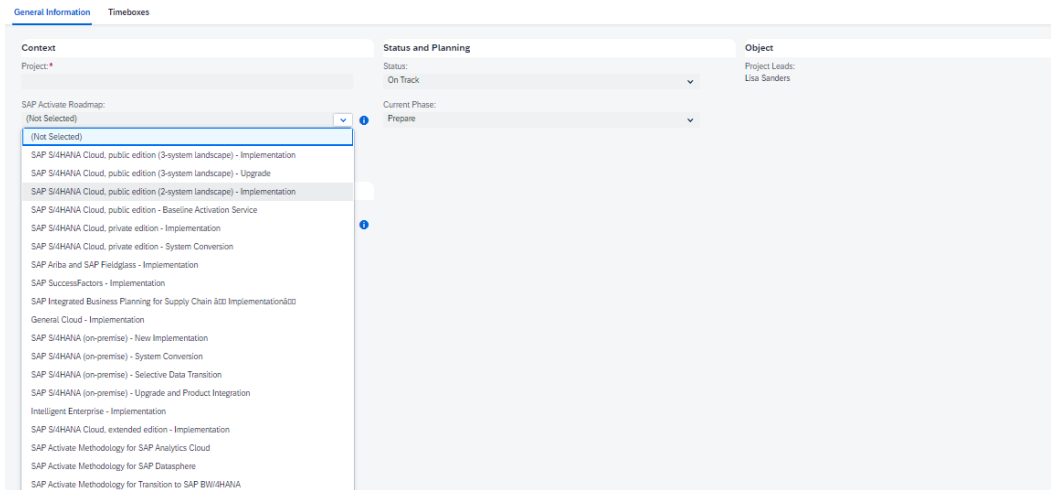 General Information Timeboxes
Context
Project:*
SAP Activate Roadmap:
(Not Selected)
(Not Selected)
SAP S/4HANA Cloud, public edition (3-system landscape) - Implementation
SAP S/4HANA Cloud, public edition (3-system landscape) - Upgrade
SAP S/4HANA Cloud, public edition (2-system landscape) - Implementation
SAP S/4HANA Cloud, public edition - Baseline Activation Service
SAP S/4HANA Cloud, private edition - Implementation
SAP S/4HANA Cloud, private edition - System Conversion
SAP Ariba and SAP Fieldglass - Implementation
SAP SuccessFactors - Implementation
SAP Integrated Business Planning for Supply Chain â Implementationâ
General Cloud - Implementation
SAP S/4HANA (on-premise) - New Implementation
SAP S/4HANA (on-premise) - System Conversion
SAP S/4HANA (on-premise) - Selective Data Transition
SAP S/4HANA (on-premise) - Upgrade and Product Integration
Intelligent Enterprise - Implementation
SAP S/4HANA Cloud, extended edition - Implementation
SAP Activate Methodology for SAP Analytics Cloud
SAP Activate Methodology for SAP Datasphere
SAP Activate Methodology for Transition to SAP BW/4HANA
Status and Planning
Status:
On Track
Current Phase:
Prepare
Object
Project Leads:
Lisa Sanders